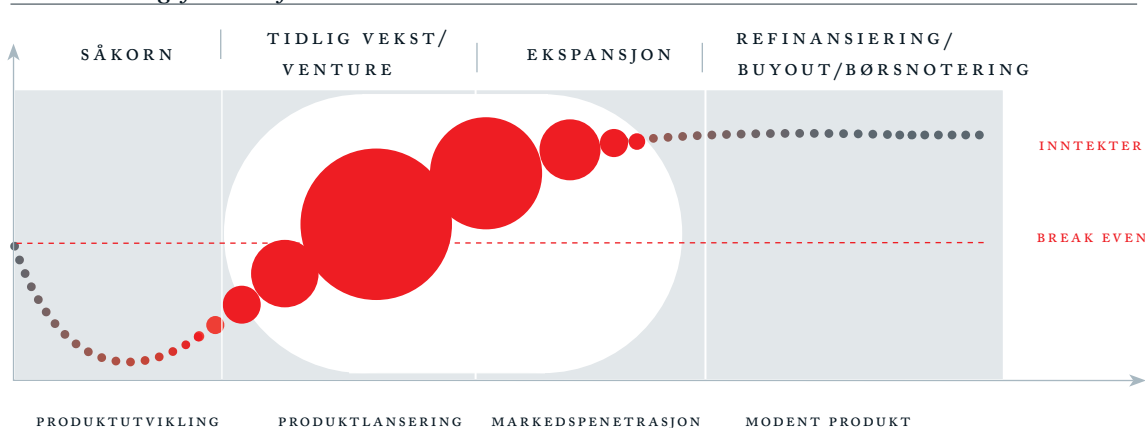 SÅKORN
TIDLIG VEKST/
VENTURE
EKSPANSJON
REFINANSIERING/
BUYOUT/BØRSNOTERING
INNTEKTER
BREAK EVEN
PRODUKTUTVIKLING
PRODUKTLANSERING
MARKEDSPENETRASJON
MODENT PRODUKT